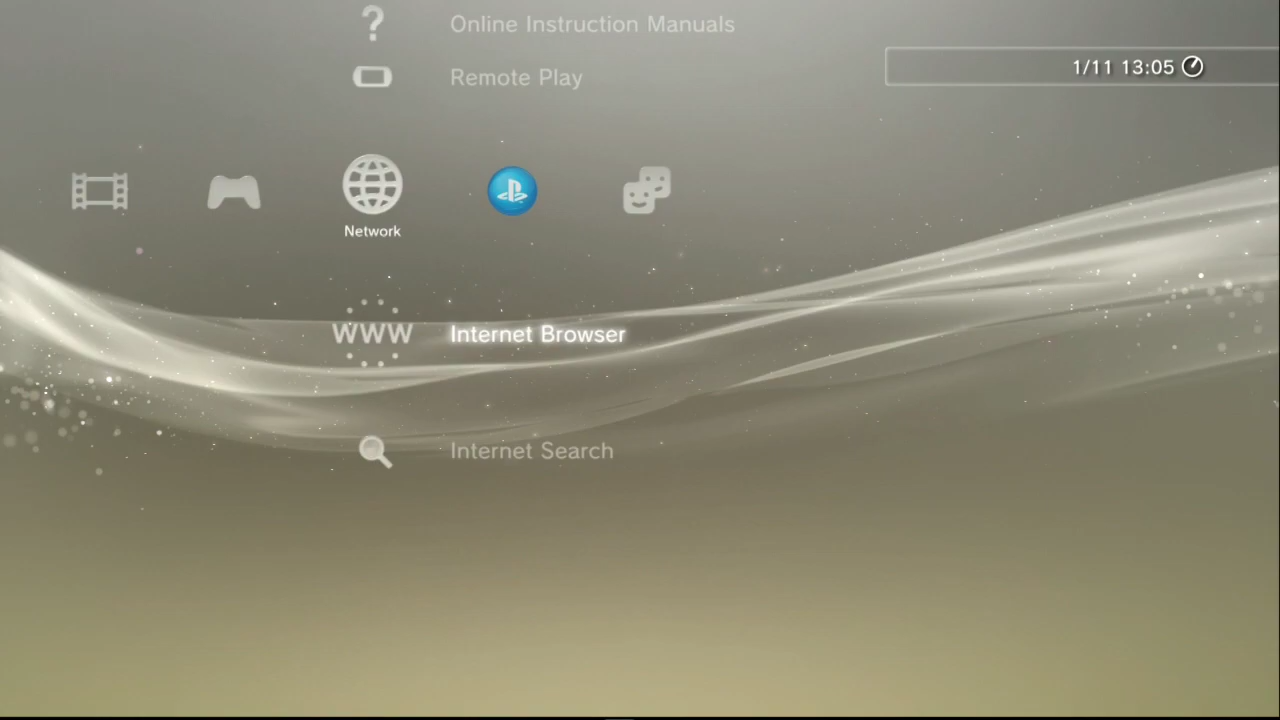 Online Instruction Manuals
Remote Play
1/11 13:05
Network
WWW
Internet Browser
Internet Search